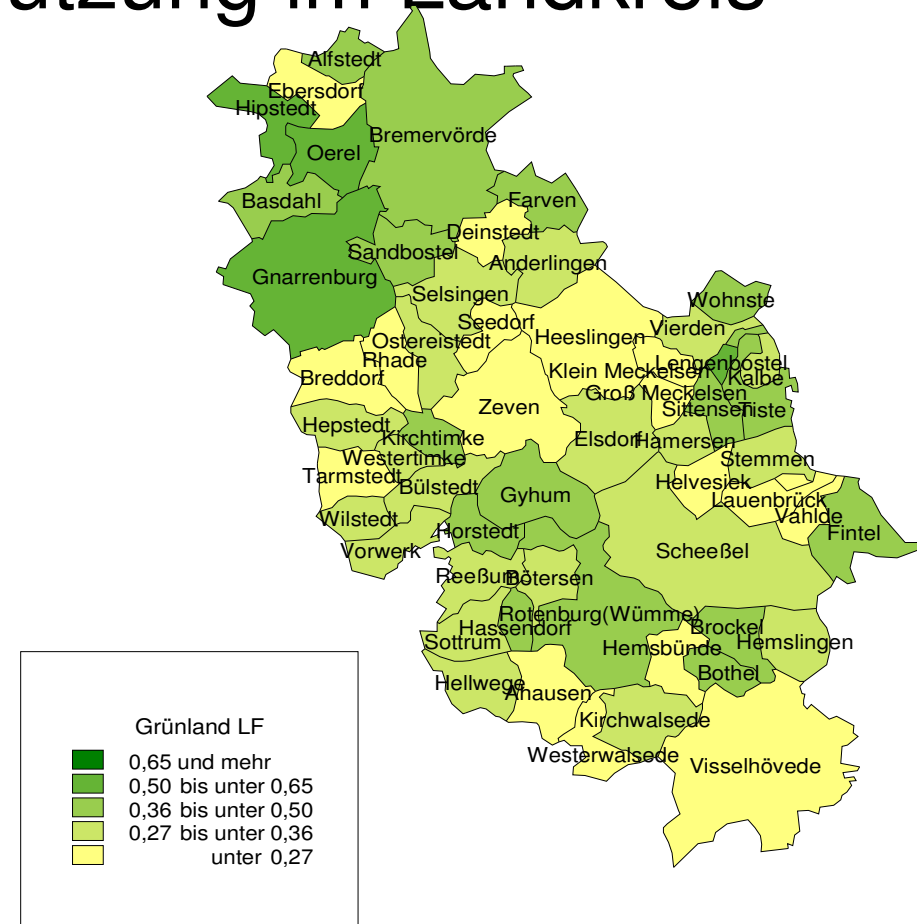 utzung im Landkreis
Alfstedt
Ebersdorf
Hipstedt
Bremervörde
Oerel
Basdahl
Farven
Deinstedt
Sandbostel
Anderlingen
Gnarrenburg
Selsingen
Wohnste
Seedorf
Vierden
Heeslingen
Ostereistedt
Rhade
Lengenbostel
Klein Meckelsen
Kalbe
Breddorf
Groß Meckelsen
Zeven
Sittensen
Tiste
Hepstedt
Kirchtimke
Elsdorf
Hamersen
Westertimke
Stemmen
Tarmstedt
Bülstedt
Helvesiek
Gyhum
Lauenbrück
Vahlde
Wilstedt
Horstedt
Fintel
Vorwerk
Scheeßel
Reeßum
Bötersen
Rotenburg(Wümme)
Hassendorf
Brockel
Sottrum
Hemsbünde
Hemslingen
Bothel
Hellwege
Ahausen
Kirchwalsede
Westerwalsede
Visselhövede
Grünland LF
0,65 und mehr
0,50 bis unter 0,65
0,36 bis unter 0,50
0,27 bis unter 0,36
unter 0,27